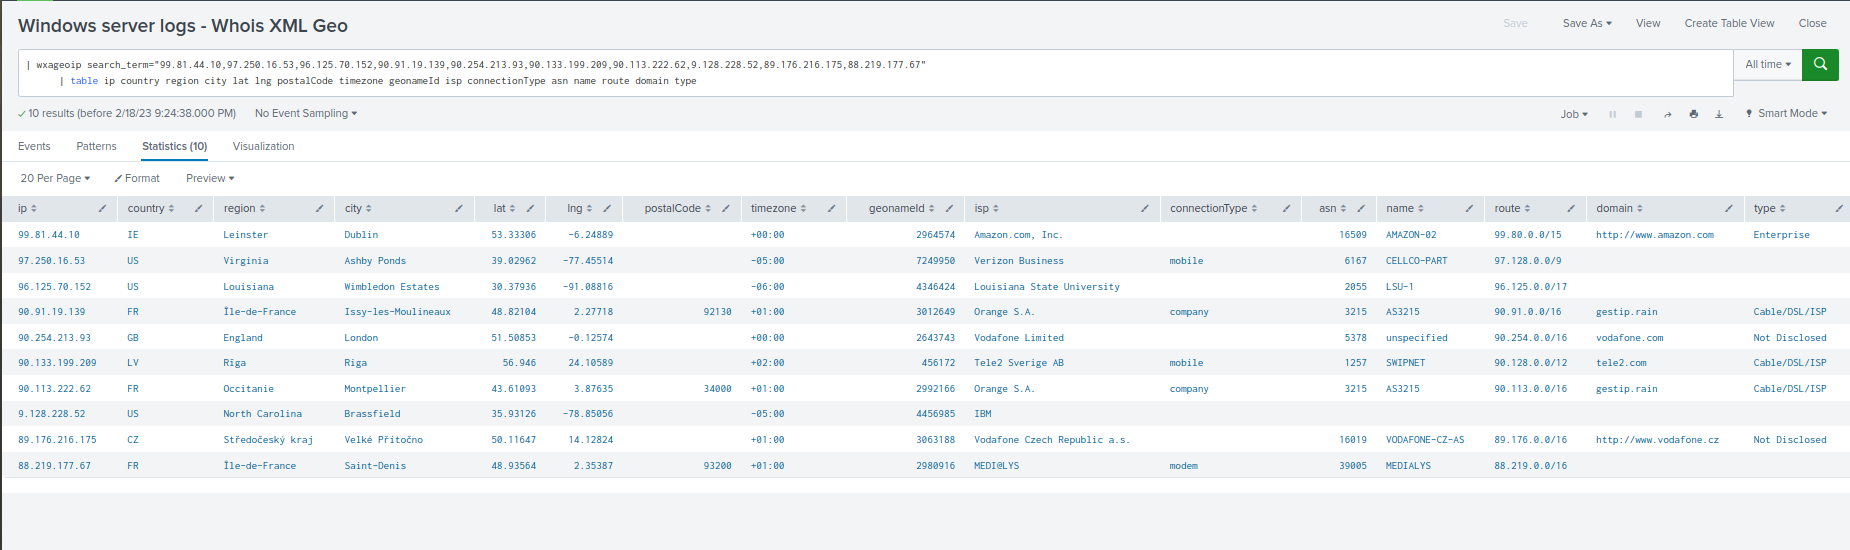 Windows server logs - Whois XML Geo
Save Save As View Create Table View Close
| wxageoip search_term="99.81.44.10,97.250.16.53,96.125.70.152,90.91.19.139,90.254.213.93,90.133.199.209,90.113.222.62,9.128.228.52,89.176.216.175,88.219.177.67"
| table ip country region city lat lng postalCode timezone geonameId isp connectionType asn name route domain type
All time
10 results (before 2/18/23 9:24:38.000 PM) No Event Sampling Job Smart Mode
Events Patterns Statistics (10) Visualization
20 Per Page Format Preview
ip country region city lat lng postalCode timezone geonameId isp connectionType asn name route domain type
99.81.44.10 IE Leinster Dublin 53.33306 -6.24889 +00:00 2964574 Amazon.com, Inc. 16509 AMAZON-02 99.80.0.0/15 http://www.amazon.com Enterprise
97.250.16.53 US Virginia Ashby Ponds 39.02962 -77.45514 -05:00 7249950 Verizon Business mobile 6167 CELLCO-PART 97.128.0.0/9
96.125.70.152 US Louisiana Wimbledon Estates 30.37936 -91.08816 -06:00 4346424 Louisiana State University 2055 LSU-1 96.125.0.0/17
90.91.19.139 FR Île-de-France Issy-les-Moulineaux 48.82104 2.27718 92130 +01:00 3012649 Orange S.A. company 3215 AS3215 90.91.0.0/16 gestip.rain Cable/DSL/ISP
90.254.213.93 GB England London 51.50853 -0.12574 +00:00 2643743 Vodafone Limited 5378 unspecified 90.254.0.0/16 vodafone.com Not Disclosed
90.133.199.209 LV Rīga Riga 56.946 24.10589 +02:00 456172 Tele2 Sverige AB mobile 1257 SWIPNET 90.128.0.0/12 tele2.com Cable/DSL/ISP
90.113.222.62 FR Occitanie Montpellier 43.61093 3.87635 34000 +01:00 2992166 Orange S.A. company 3215 AS3215 90.113.0.0/16 gestip.rain Cable/DSL/ISP
9.128.228.52 US North Carolina Brassfield 35.93126 -78.85056 -05:00 4456985 IBM
89.176.216.175 CZ Středočeský kraj Velké Přítočno 50.11647 14.12824 +01:00 3063188 Vodafone Czech Republic a.s. 16019 VODAFONE-CZ-AS 89.176.0.0/16 http://www.vodafone.cz Not Disclosed
88.219.177.67 FR Île-de-France Saint-Denis 48.93564 2.35387 93200 +01:00 2980916 MEDI@LYS modem 39005 MEDIALYS 88.219.0.0/16